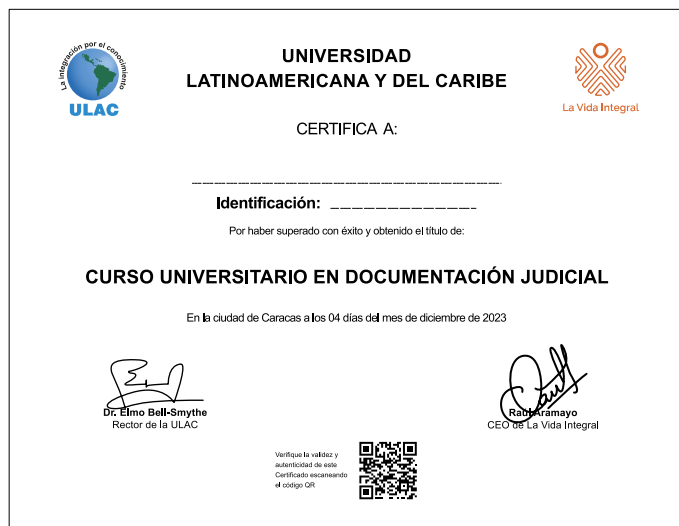 La integración por el conocimiento
ULAC
UNIVERSIDAD
LATINOAMERICANA Y DEL CARIBE
La Vida Integral
CERTIFICA A:
Identificación:
Por haber superado con éxito y obtenido el título de:
CURSO UNIVERSITARIO EN DOCUMENTACIÓN JUDICIAL
En la ciudad de Caracas a los 04 días del mes de diciembre de 2023
Dr. Elmo Bell-Smythe
Rector de la ULAC
Raúl Aramayo
CEO de La Vida Integral
Verifique la validez y
autenticidad de este
Certificado escaneando
el código QR